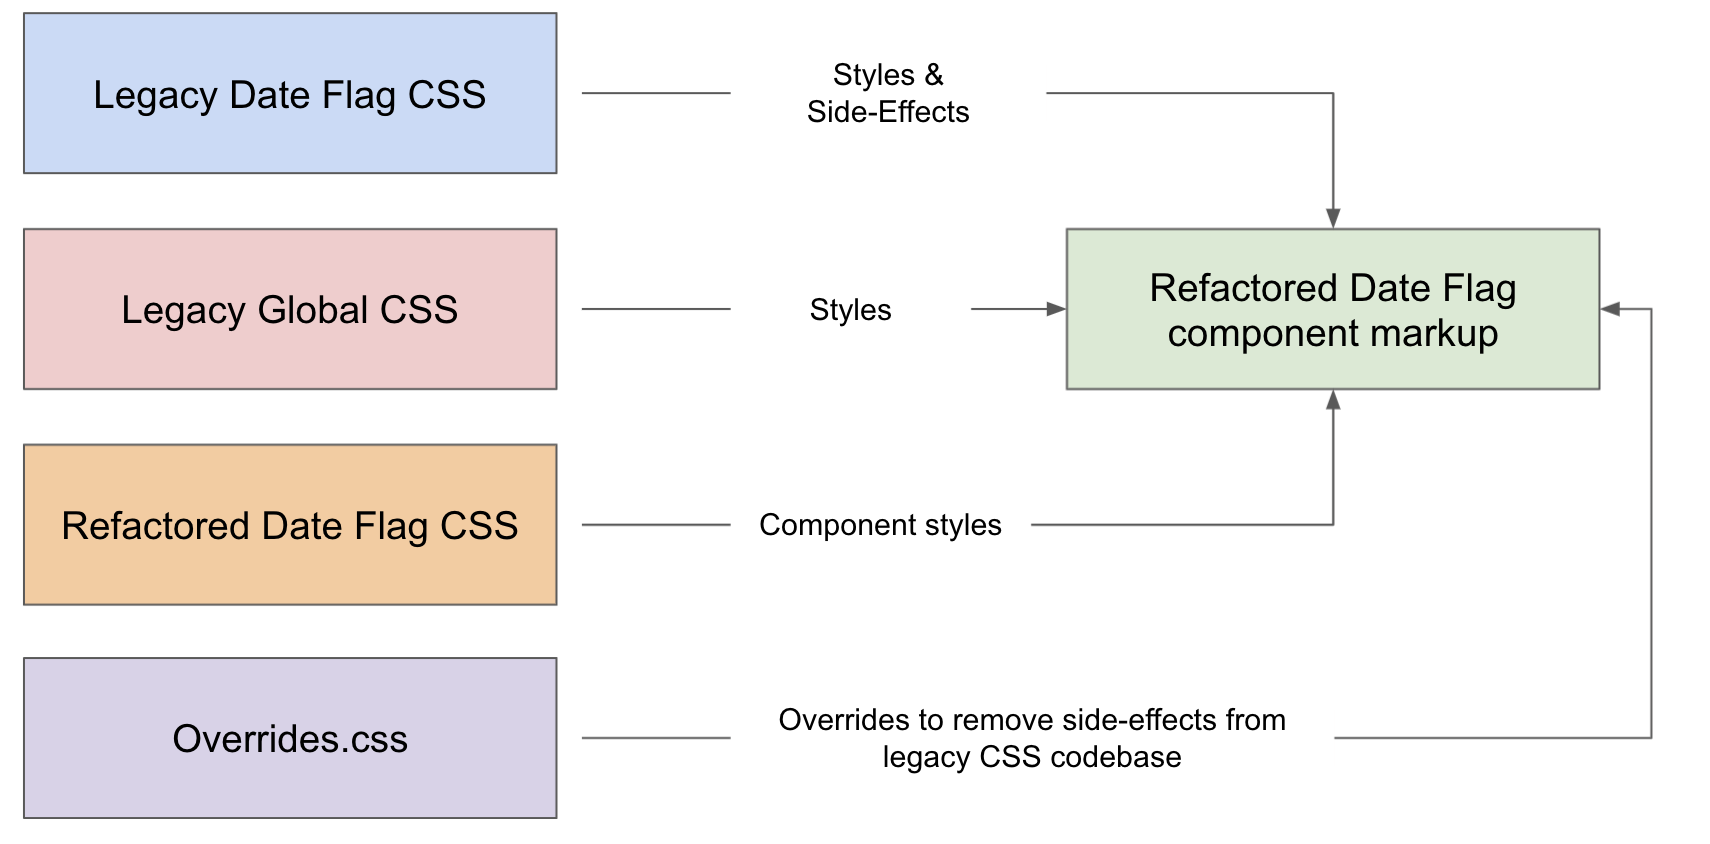 Legacy Date Flag CSS
Styles &
Side-Effects
Legacy Global CSS
Styles
Refactored Date Flag
component markup
Refactored Date Flag CSS
Component styles
Overrides.css
Overrides to remove side-effects from
legacy CSS codebase